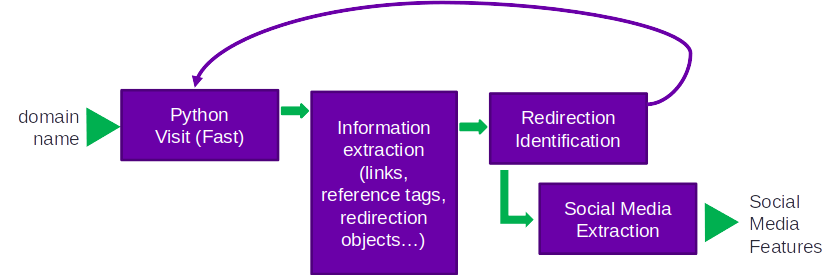 domain
name
Python
Visit (Fast)
Information
extraction
(links,
reference tags,
redirection
objects…)
Redirection
Identification
Social Media
Extraction
Social
Media
Features